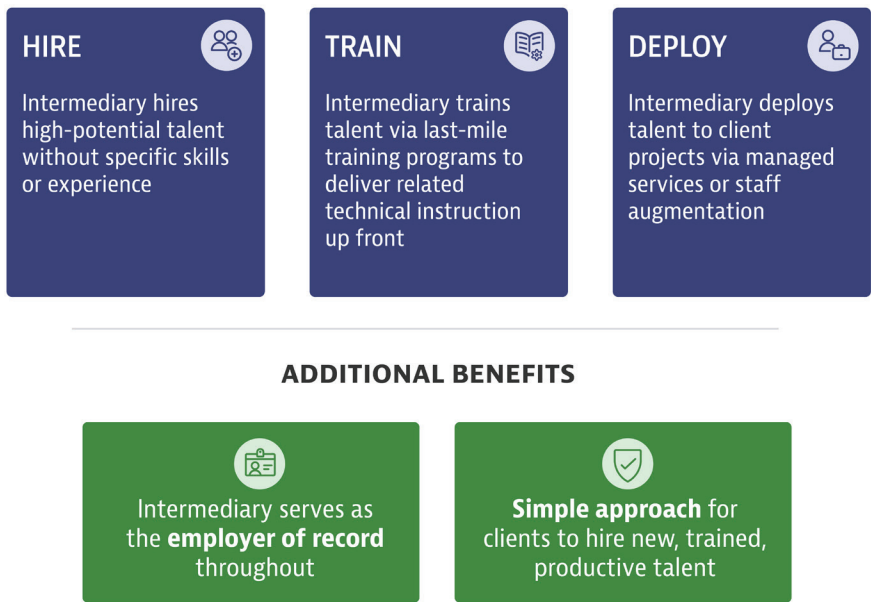 HIRE
Intermediary hires
high-potential talent
without specific skills
or experience
TRAIN
Intermediary trains
talent via last-mile
training programs to
deliver related
technical instruction
up front
DEPLOY
Intermediary deploys
talent to client
projects via managed
services or staff
augmentation
ADDITIONAL BENEFITS
Intermediary serves as
the employer of record
throughout
Simple approach for
clients to hire new, trained,
productive talent